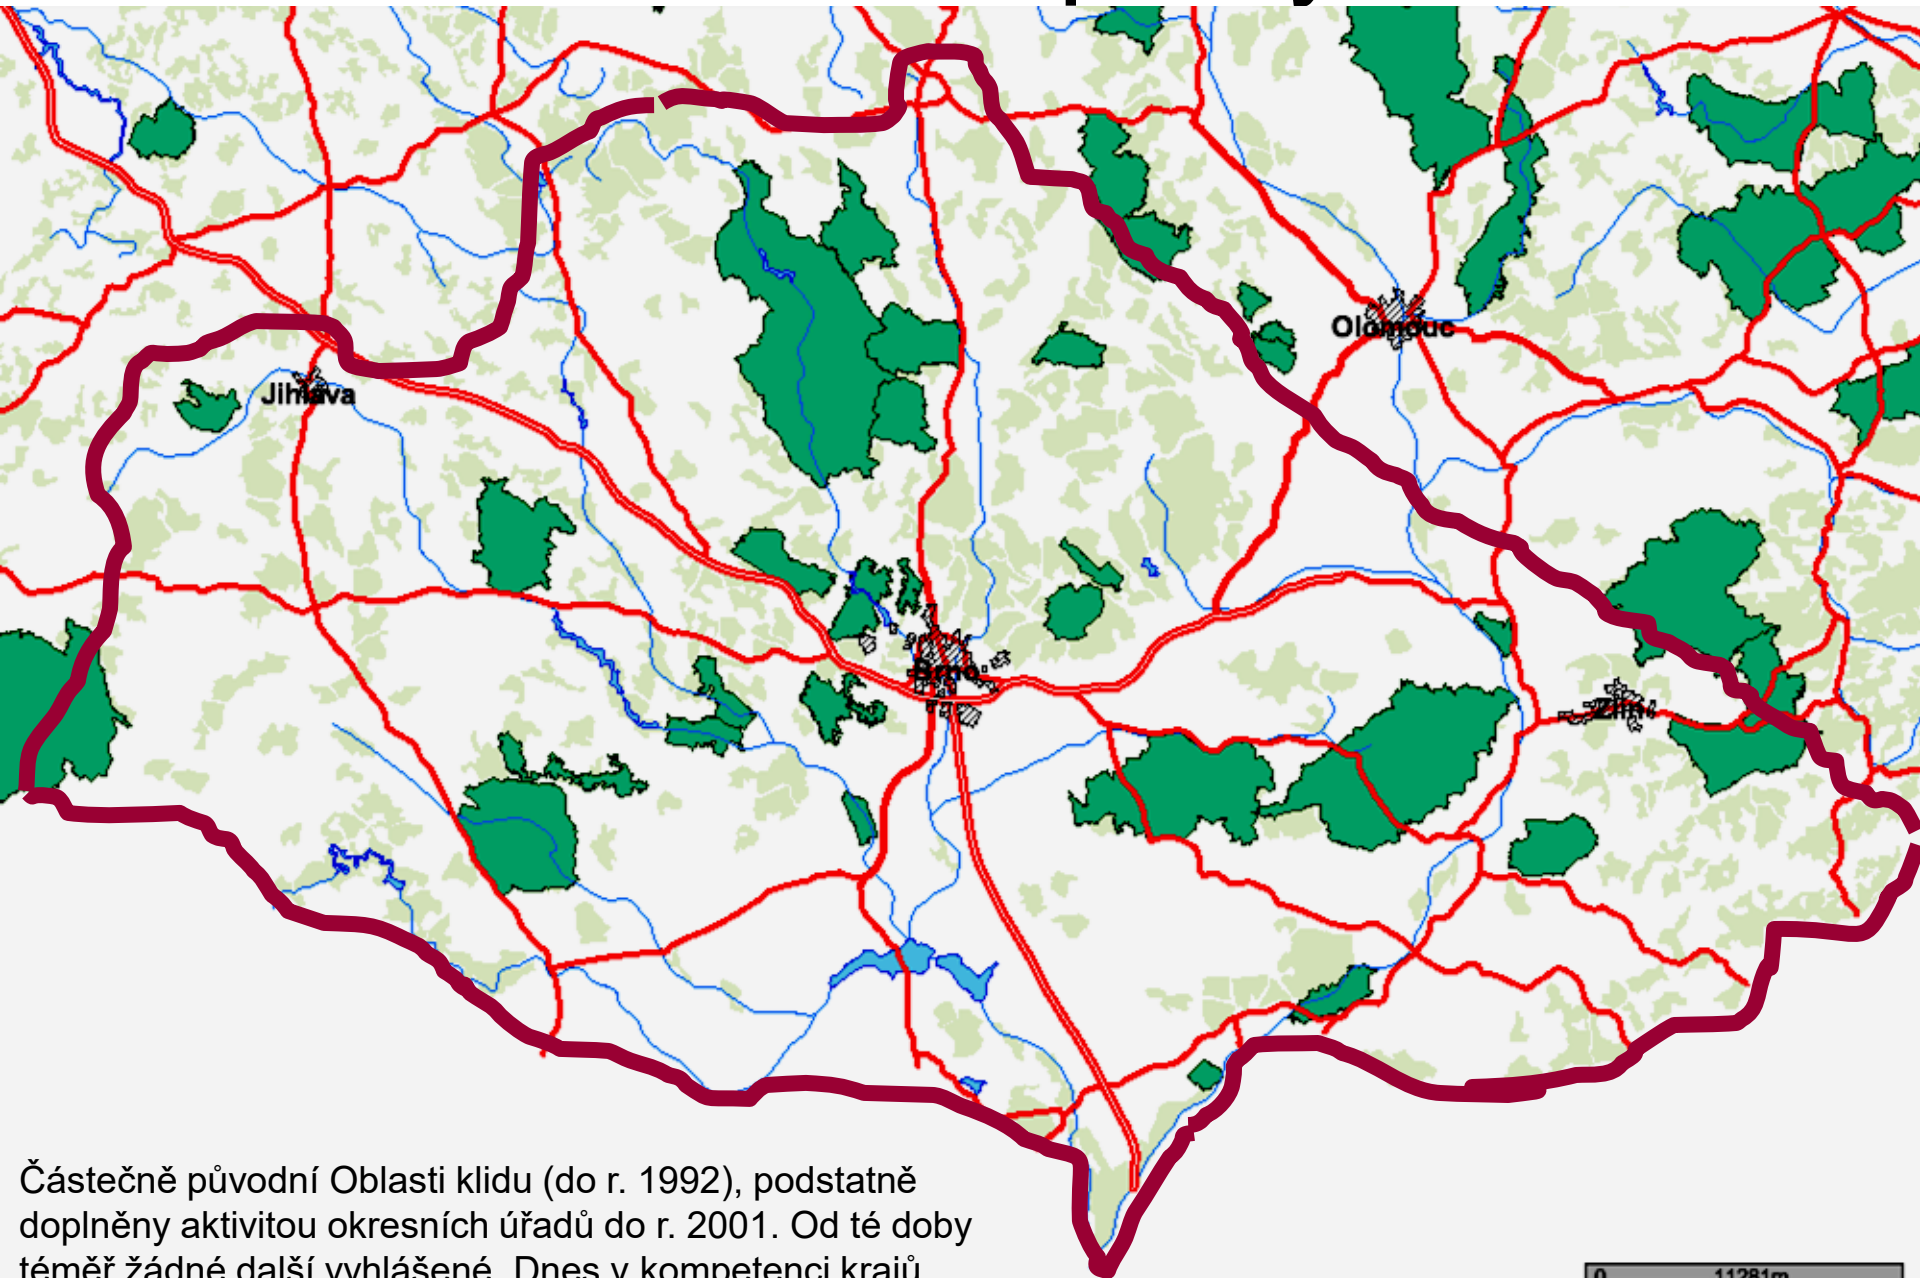 Olomouc
Jihlava
Brno
Zlín
Částečně původní Oblasti klidu (do r. 1992), podstatně
doplněny aktivitou okresních úřadů do r. 2001. Od té doby
téměř žádné další vyhlášené. Dnes v kompetenci krajů
0 11281m